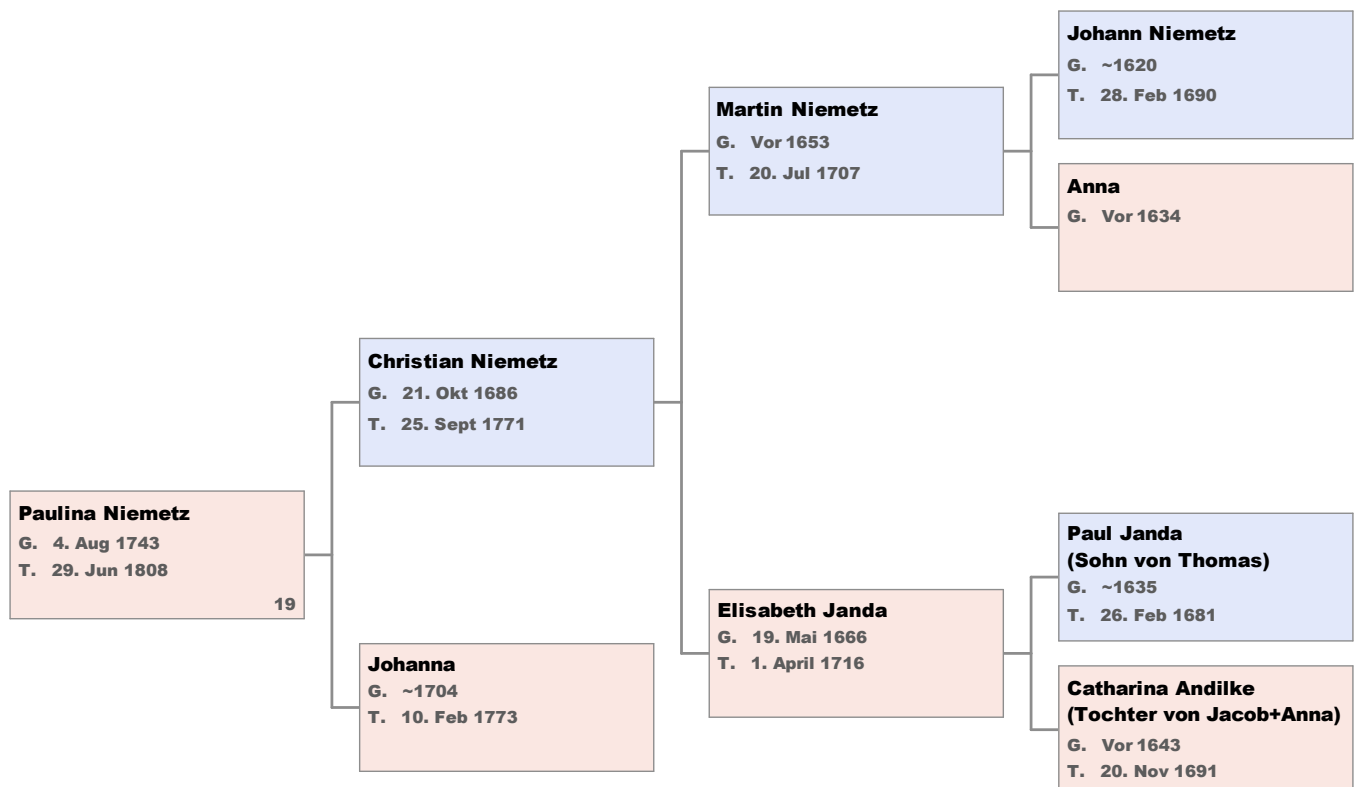 Johann Niemetz
G. ~1620
T. 28. Feb 1690
Martin Niemetz
G. Vor 1653
T. 20. Jul 1707
Anna
G. Vor 1634
Christian Niemetz
G. 21. Okt 1686
T. 25. Sept 1771
Paulina Niemetz
G. 4. Aug 1743
T. 29. Jun 1808
19
Paul Janda
(Sohn von Thomas)
G. ~1635
T. 26. Feb 1681
Elisabeth Janda
G. 19. Mai 1666
T. 1. April 1716
Johanna
G. ~1704
T. 10. Feb 1773
Catharina Andilke
(Tochter von Jacob+Anna)
G. Vor 1643
T. 20. Nov 1691